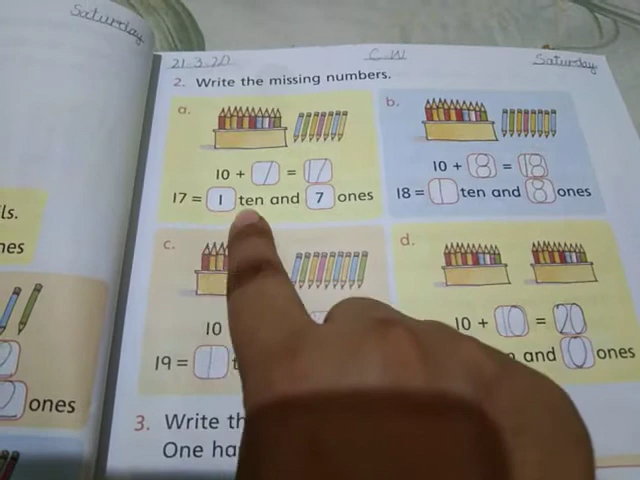 Saturday
21.3.20 C.W Saturday
2. Write the missing numbers.
a.
10 + 7 = 17
17 = 1 ten and 7 ones
b.
10 + 8 = 18
18 = 1 ten and 8 ones
c.
10
19 = 1
d.
10 + 10 = 20
and 0 ones
3. Write
One
ls.
nes
ones